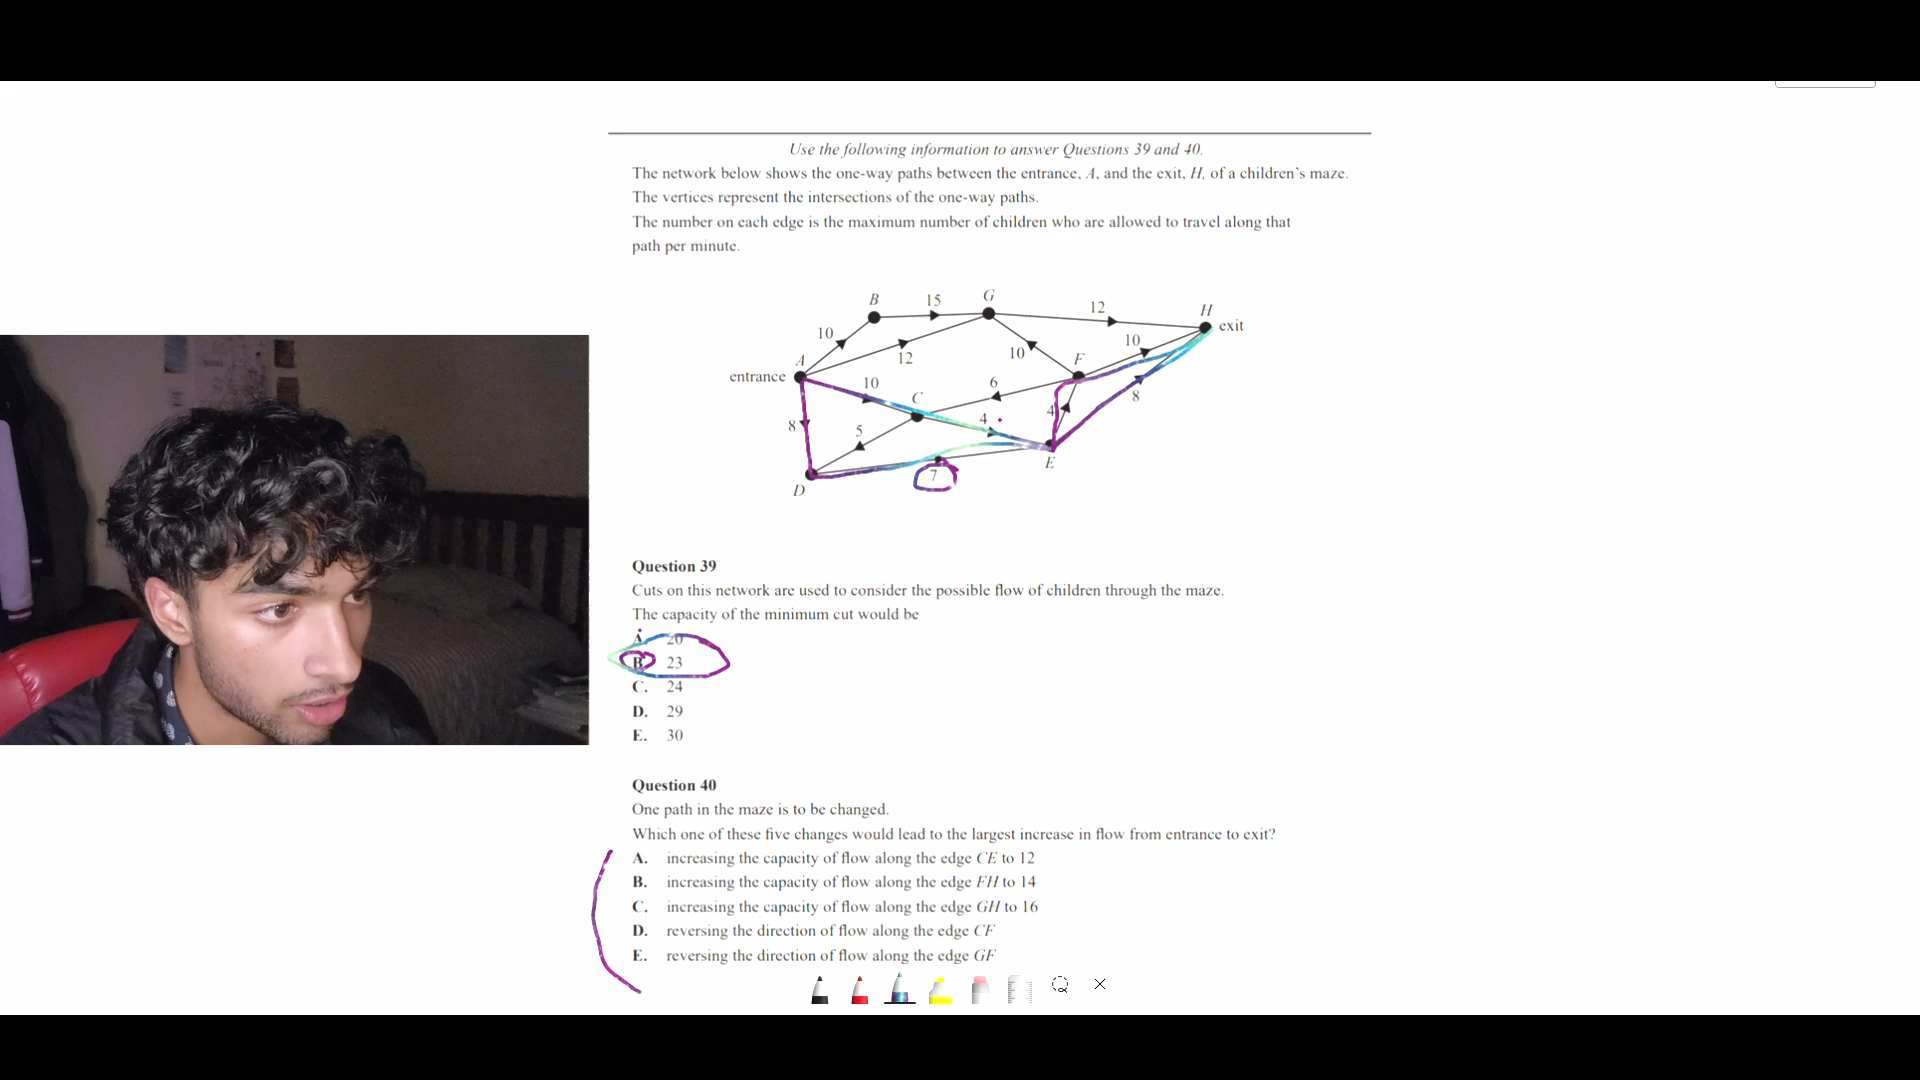 Use the following information to answer Questions 39 and 40.
The network below shows the one-way paths between the entrance, A, and the exit, H, of a children's maze.
The vertices represent the intersections of the one-way paths.
The number on each edge is the maximum number of children who are allowed to travel along that
path per minute.
B 15 G 12 H
exit
10 12 10 F 10
A
entrance 10 C 6 4 8
8 5 4 E
D 7
Question 39
Cuts on this network are used to consider the possible flow of children through the maze.
The capacity of the minimum cut would be
A. 20
B. 23
C. 24
D. 29
E. 30
Question 40
One path in the maze is to be changed.
Which one of these five changes would lead to the largest increase in flow from entrance to exit?
A. increasing the capacity of flow along the edge CE to 12
B. increasing the capacity of flow along the edge FH to 14
C. increasing the capacity of flow along the edge GH to 16
D. reversing the direction of flow along the edge CF
E. reversing the direction of flow along the edge GF